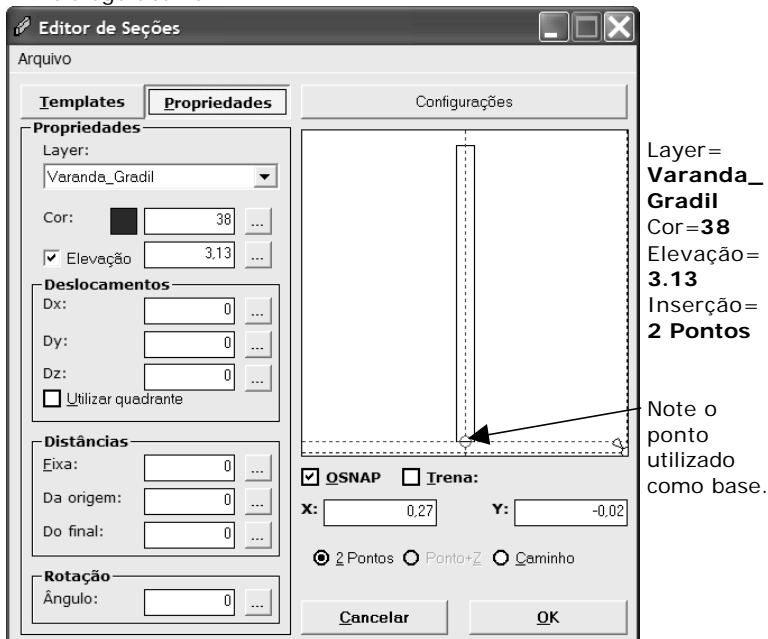 Editor de Seções
Arquivo
Templates
Propriedades
Configurações
Propriedades
Layer:
Varanda_Gradil
Cor:
38
...
Elevação
3,13
...
Deslocamentos
Dx:
0
...
Dy:
0
...
Dz:
0
...
Utilizar quadrante
Distâncias
Fixa:
0
...
Da origem:
0
...
Do final:
0
...
Rotação
Ângulo:
0
...
OSNAP
Trena:
X:
0,27
Y:
-0,02
2 Pontos
Ponto+Z
Caminho
Cancelar
OK
Layer=
Varanda_
Gradil
Cor=38
Elevação=
3.13
Inserção=
2 Pontos
Note o
ponto
utilizado
como base.